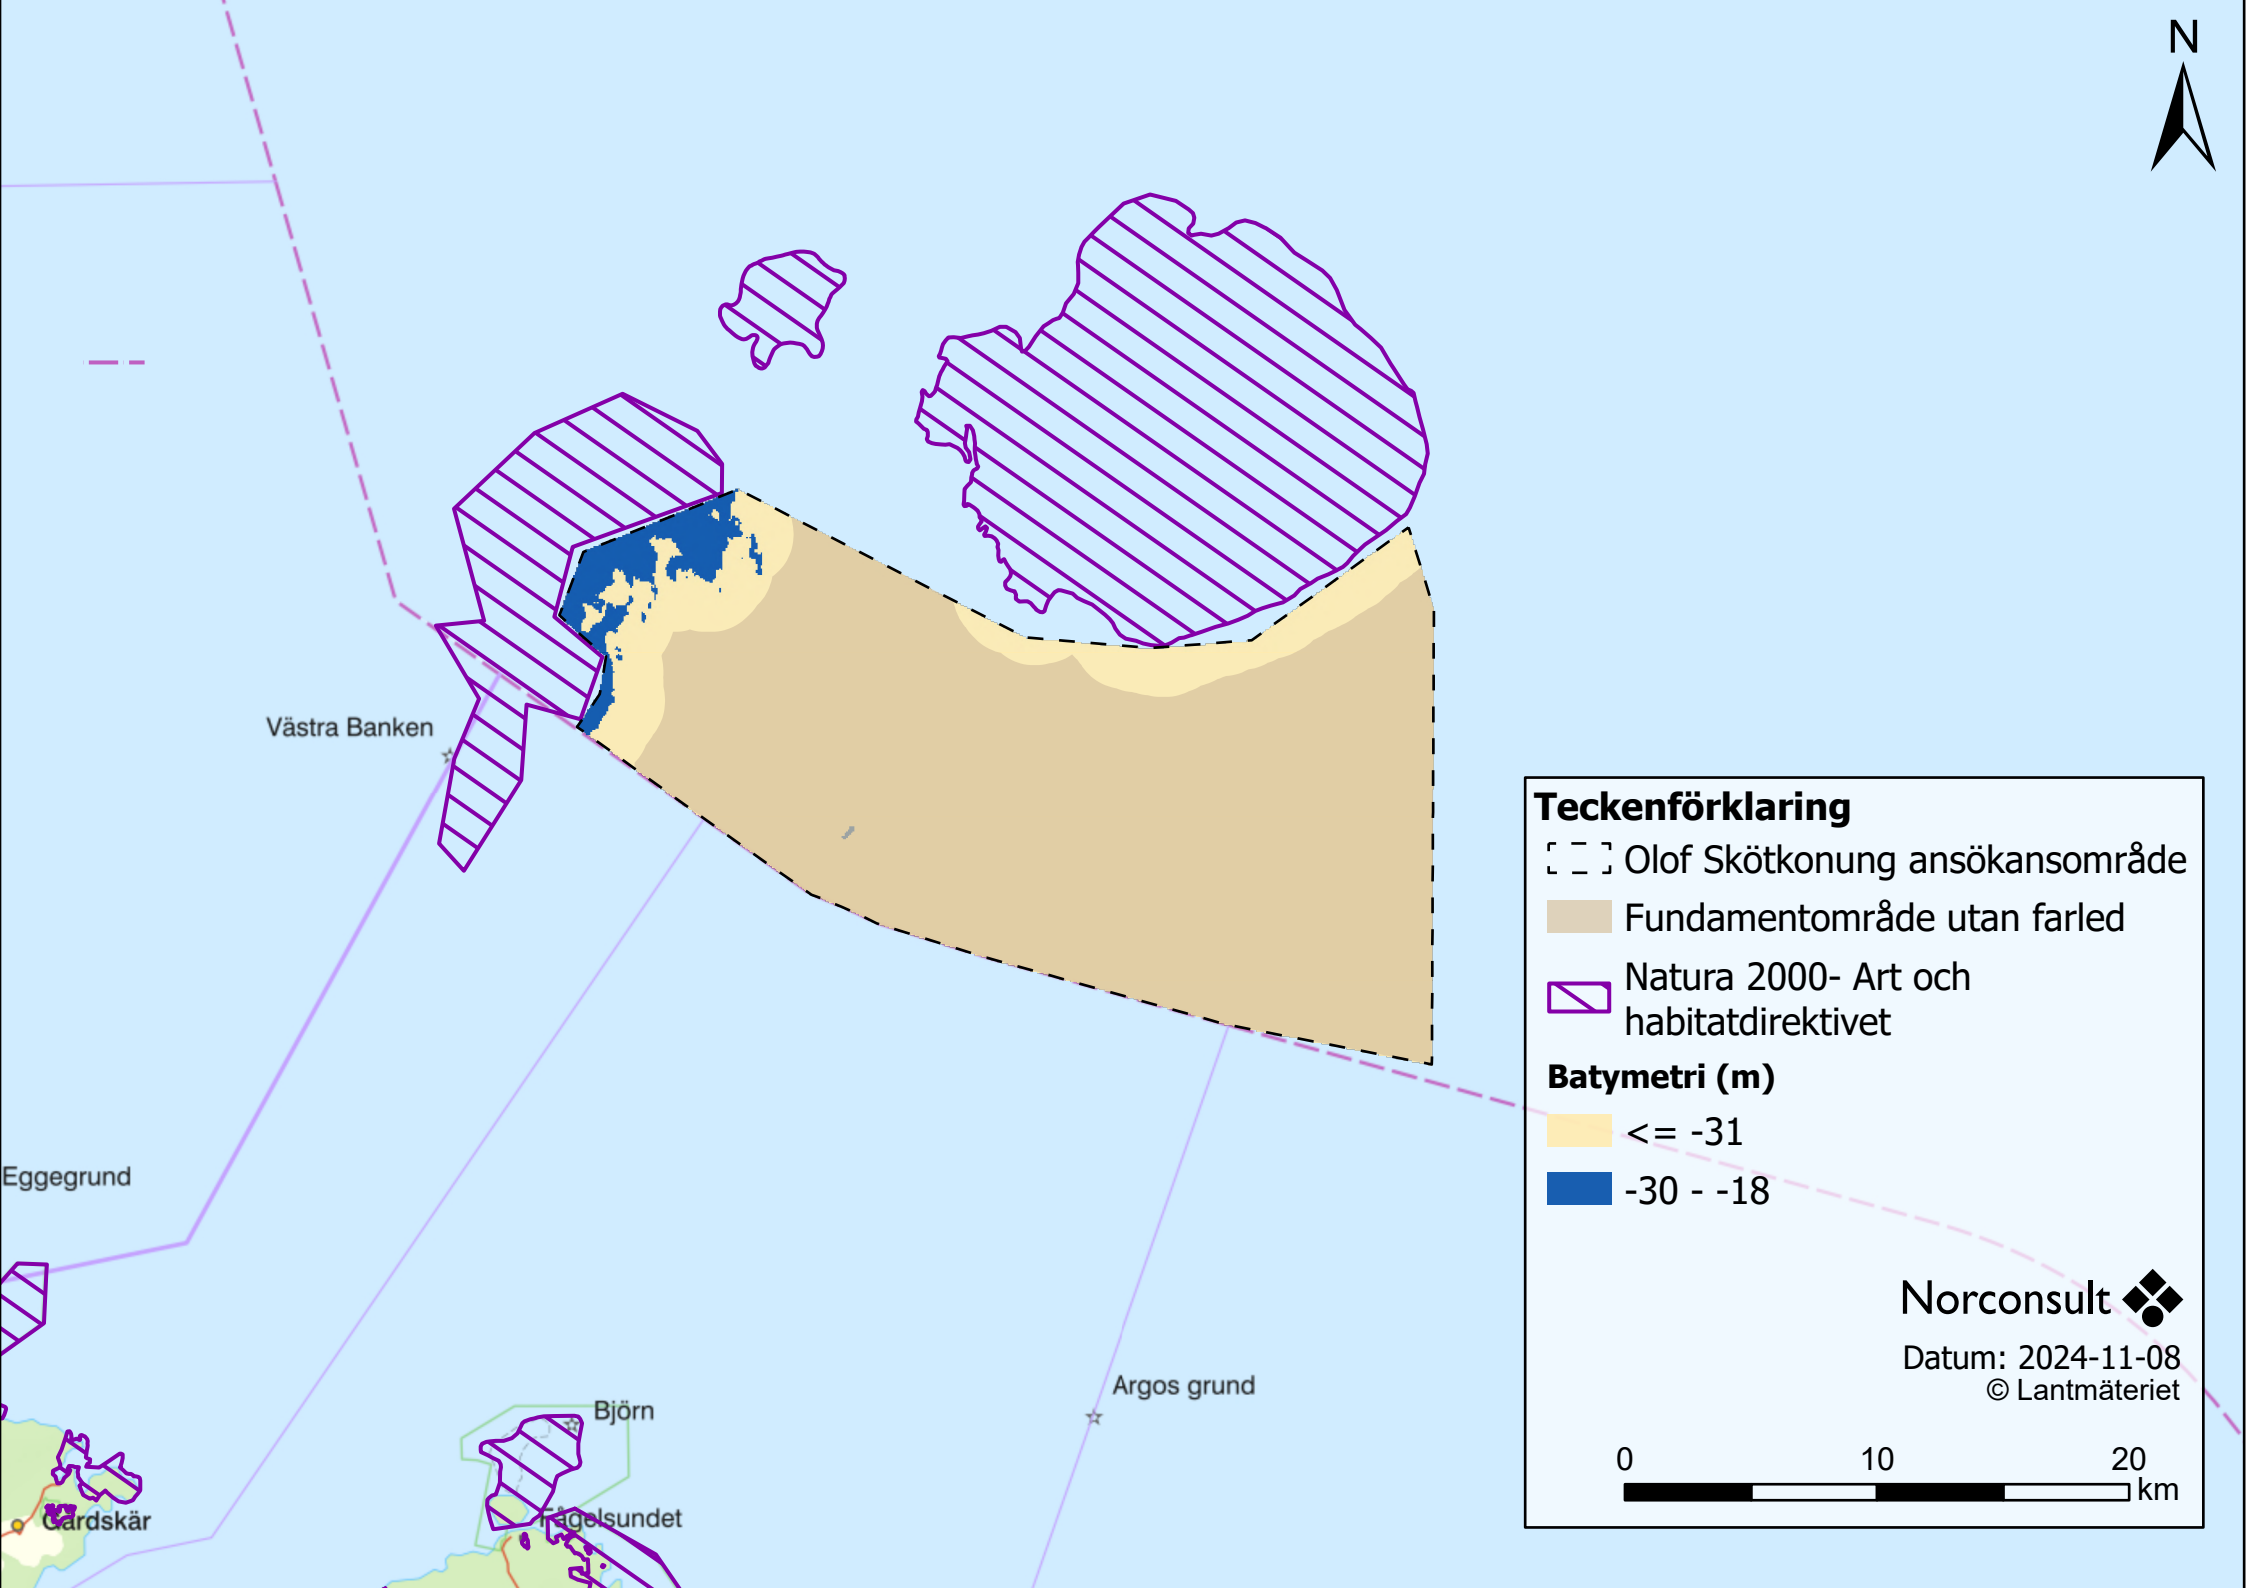 N
Västra Banken
Eggegrund
Björn
Argos grund
Gårdskär
Fågelsundet
Teckenförklaring
Olof Skötkonung ansökansområde
Fundamentområde utan farled
Natura 2000- Art och
habitatdirektivet
Batymetri (m)
<= -31
-30 - -18
Norconsult
Datum: 2024-11-08
© Lantmäteriet
0 10 20
km